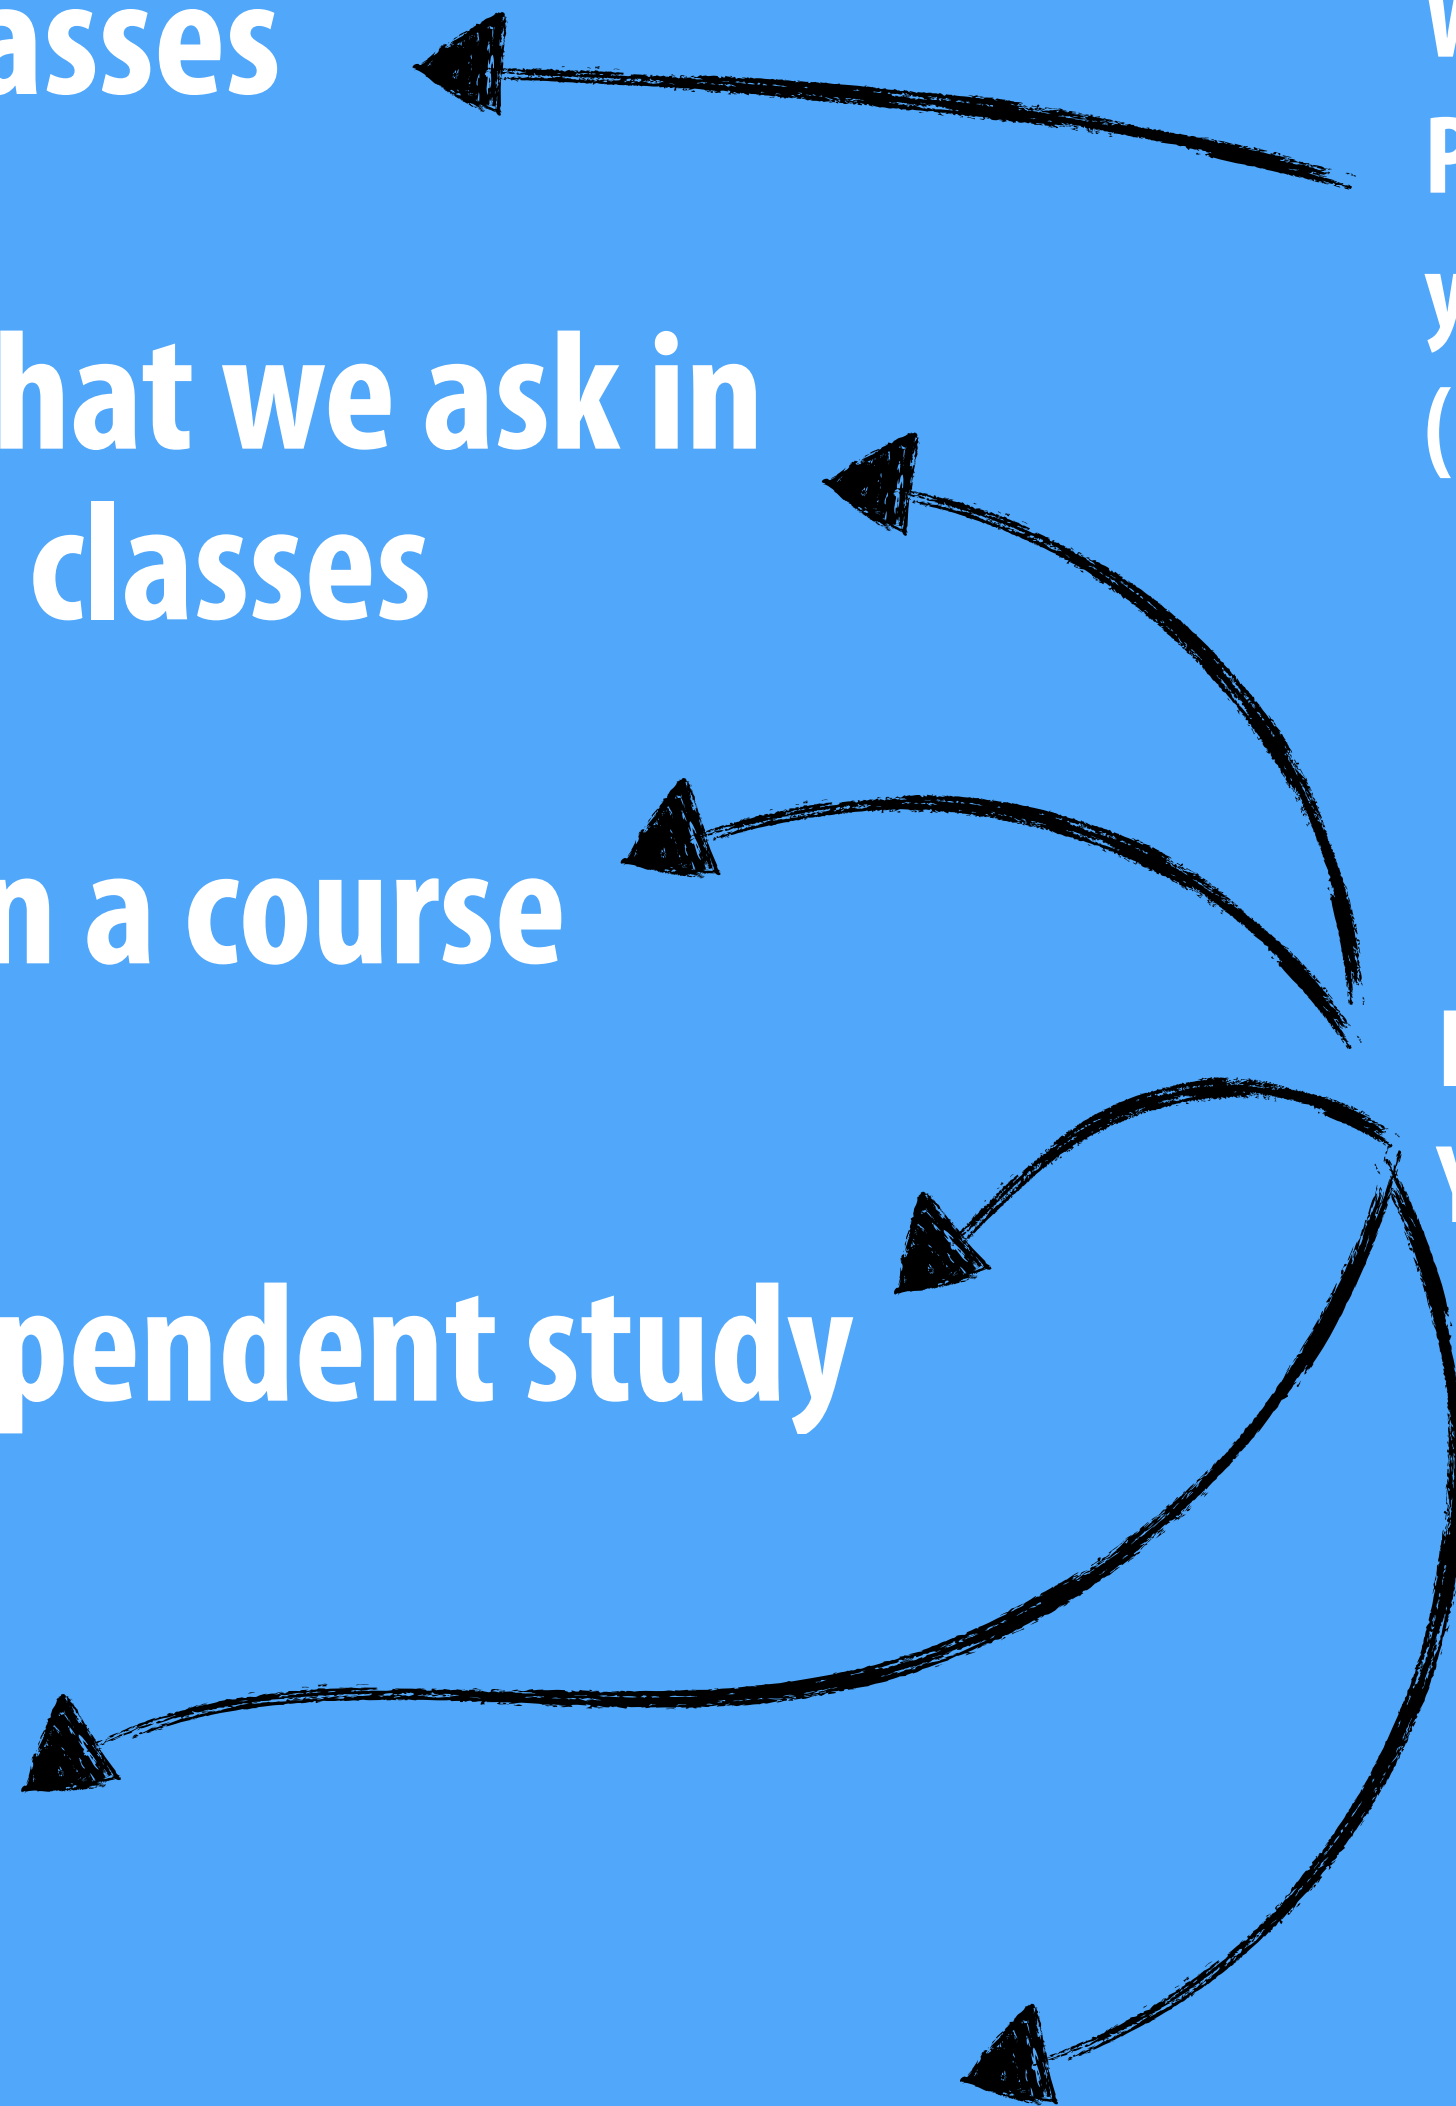 asses
hat we ask in
classes
n a course
pendent study
P
y
(